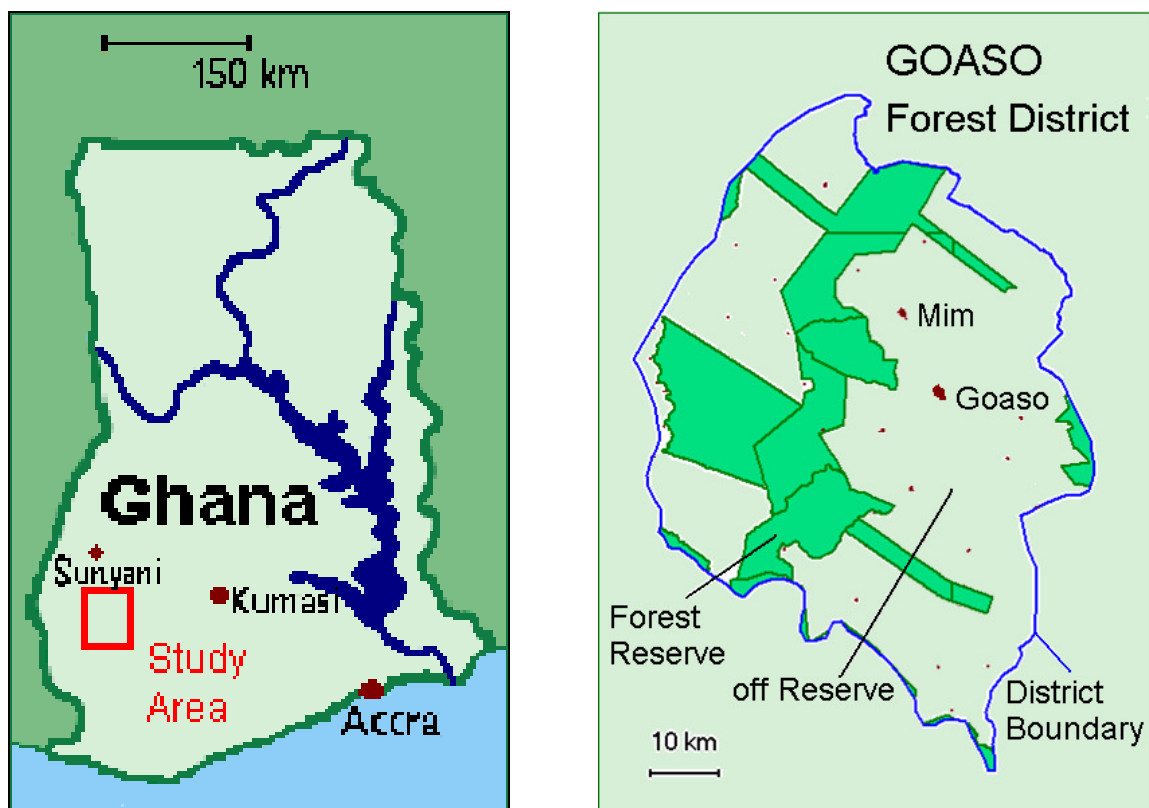 150 km
Ghana
Sunyani
Kumasi
Study
Area
Accra
GOASO
Forest District
Mim
Goaso
Forest
Reserve
off Reserve
District
Boundary
10 km